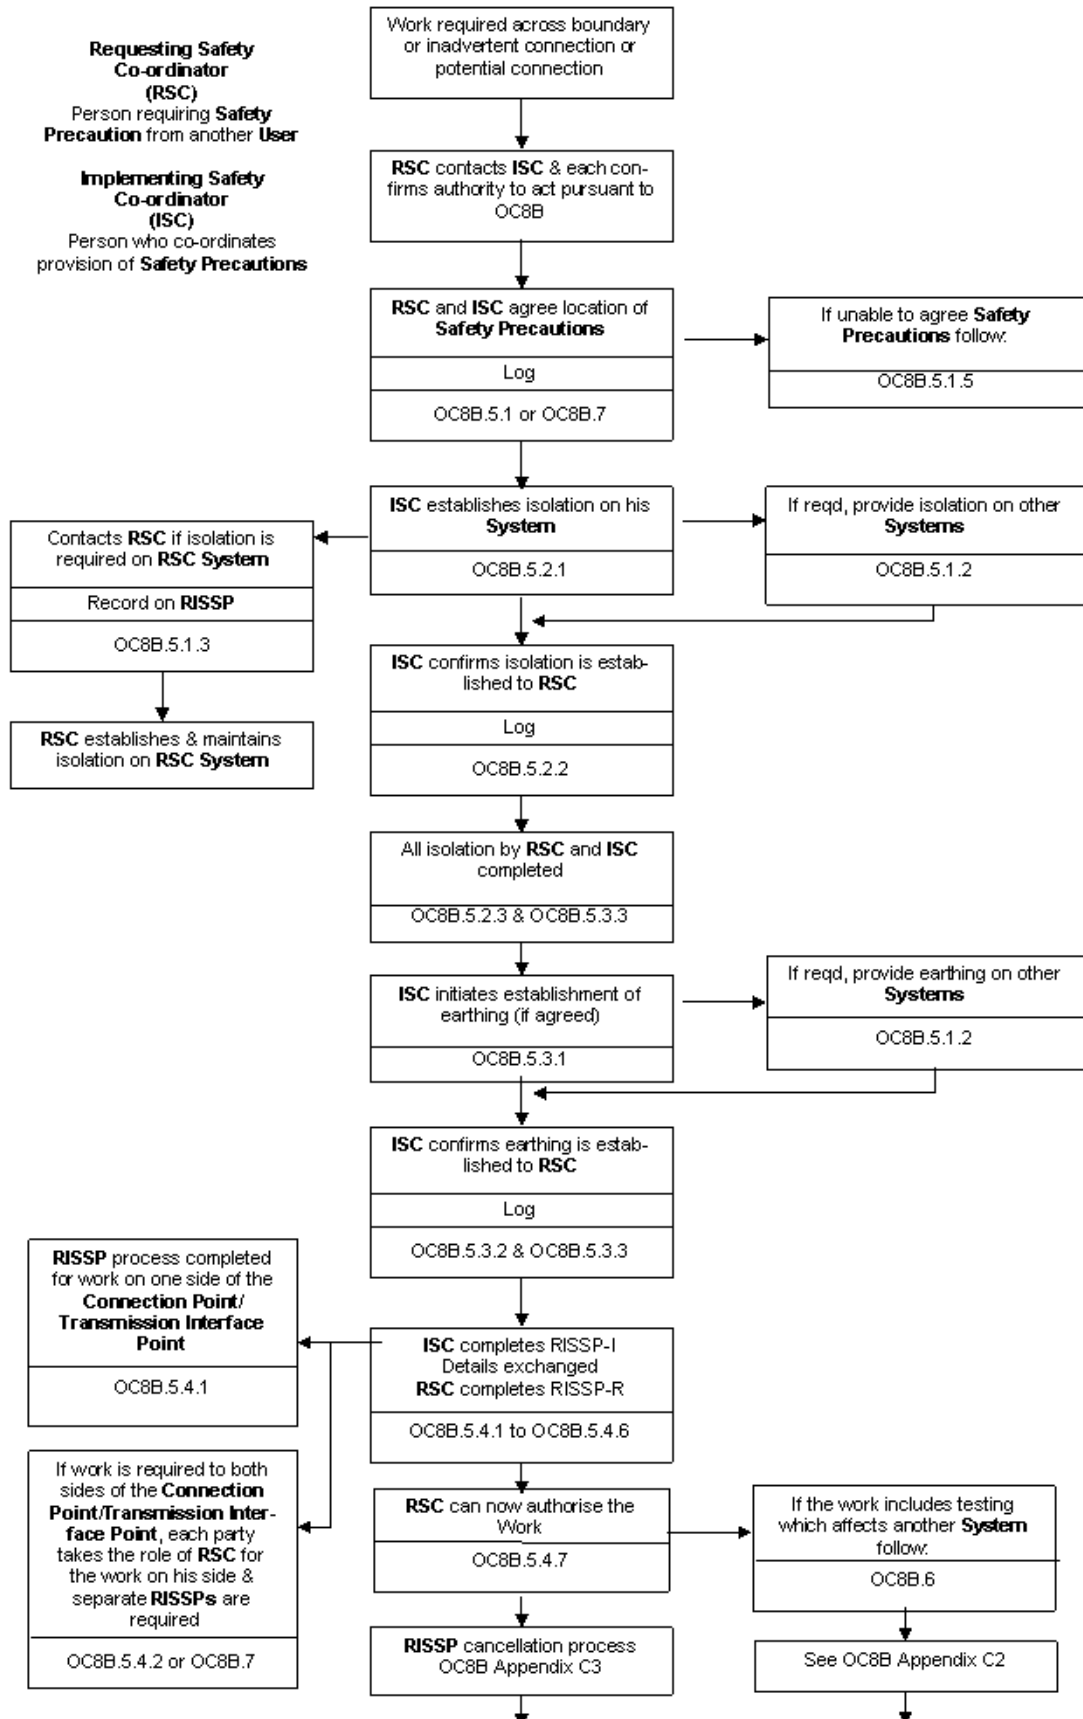 Requesting Safety
Co-ordinator
(RSC)
Person requiring Safety
Precaution from another User
Implementing Safety
Co-ordinator
(ISC)
Person who co-ordinates
provision of Safety Precautions
Work required across boundary
or inadvertent connection or
potential connection
RSC contacts ISC & each con-
firms authority to act pursuant to
OC8B
RSC and ISC agree location of
Safety Precautions
Log
OC8B.5.1 or OC8B.7
If unable to agree Safety
Precautions follow:
OC8B.5.1.5
ISC establishes isolation on his
System
OC8B.5.2.1
If reqd, provide isolation on other
Systems
OC8B.5.1.2
Contacts RSC if isolation is
required on RSC System
Record on RISSP
OC8B.5.1.3
RSC establishes & maintains
isolation on RSC System
ISC confirms isolation is estab-
lished to RSC
Log
OC8B.5.2.2
All isolation by RSC and ISC
completed
OC8B.5.2.3 & OC8B.5.3.3
ISC initiates establishment of
earthing (if agreed)
OC8B.5.3.1
If reqd, provide earthing on other
Systems
OC8B.5.1.2
ISC confirms earthing is estab-
lished to RSC
Log
OC8B.5.3.2 & OC8B.5.3.3
RISSP process completed
for work on one side of the
Connection Point/
Transmission Interface
Point
OC8B.5.4.1
ISC completes RISSP-I
Details exchanged
RSC completes RISSP-R
OC8B.5.4.1 to OC8B.5.4.6
If work is required to both
sides of the Connection
Point/Transmission Inter-
face Point, each party
takes the role of RSC for
the work on his side &
separate RISSPs are
required
OC8B.5.4.2 or OC8B.7
RSC can now authorise the
Work
OC8B.5.4.7
If the work includes testing
which affects another System
follow:
OC8B.6
RISSP cancellation process
OC8B Appendix C3
See OC8B Appendix C2